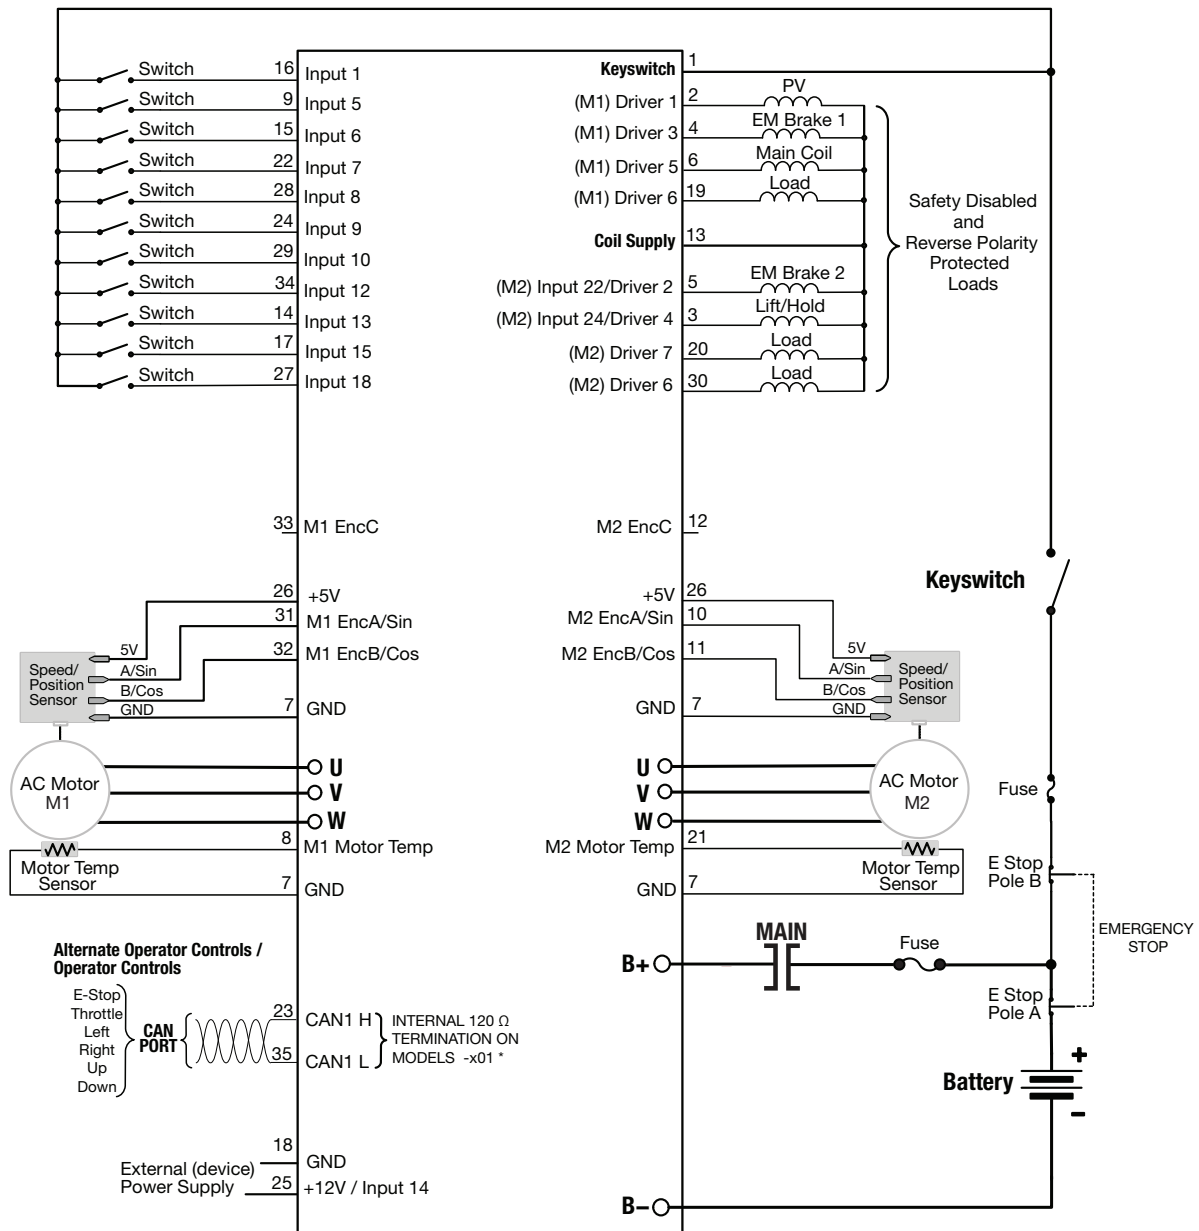 Switch 16 Input 1
Switch 9 Input 5
Switch 15 Input 6
Switch 22 Input 7
Switch 28 Input 8
Switch 24 Input 9
Switch 29 Input 10
Switch 34 Input 12
Switch 14 Input 13
Switch 17 Input 15
Switch 27 Input 18
Keyswitch 1
(M1) Driver 1 2 PV
(M1) Driver 3 4 EM Brake 1
(M1) Driver 5 6 Main Coil
(M1) Driver 6 19 Load
Coil Supply 13
(M2) Input 22/Driver 2 5 EM Brake 2
(M2) Input 24/Driver 4 3 Lift/Hold
(M2) Driver 7 20 Load
(M2) Driver 6 30 Load
Safety Disabled
and
Reverse Polarity
Protected
Loads
33 M1 EncC
M2 EncC 12
Keyswitch
26 +5V
31 M1 EncA/Sin
32 M1 EncB/Cos
7 GND
5V
A/Sin
B/Cos
GND
Speed/
Position
Sensor
AC Motor
M1
U
V
W
8 M1 Motor Temp
7 GND
Motor Temp
Sensor
+5V 26
M2 EncA/Sin 10
M2 EncB/Cos 11
GND 7
5V
A/Sin
B/Cos
GND
Speed/
Position
Sensor
AC Motor
M2
U
V
W
M2 Motor Temp 21
GND 7
Motor Temp
Sensor
Fuse
E Stop
Pole B
EMERGENCY
STOP
E Stop
Pole A
B+
MAIN
Fuse
Battery
+
–
B–
Alternate Operator Controls /
Operator Controls
E-Stop
Throttle
Left
Right
Up
Down
CAN
PORT
23 CAN1 H
35 CAN1 L
INTERNAL 120 Ω
TERMINATION ON
MODELS -x01 *
External (device)
Power Supply
18 GND
25 +12V / Input 14